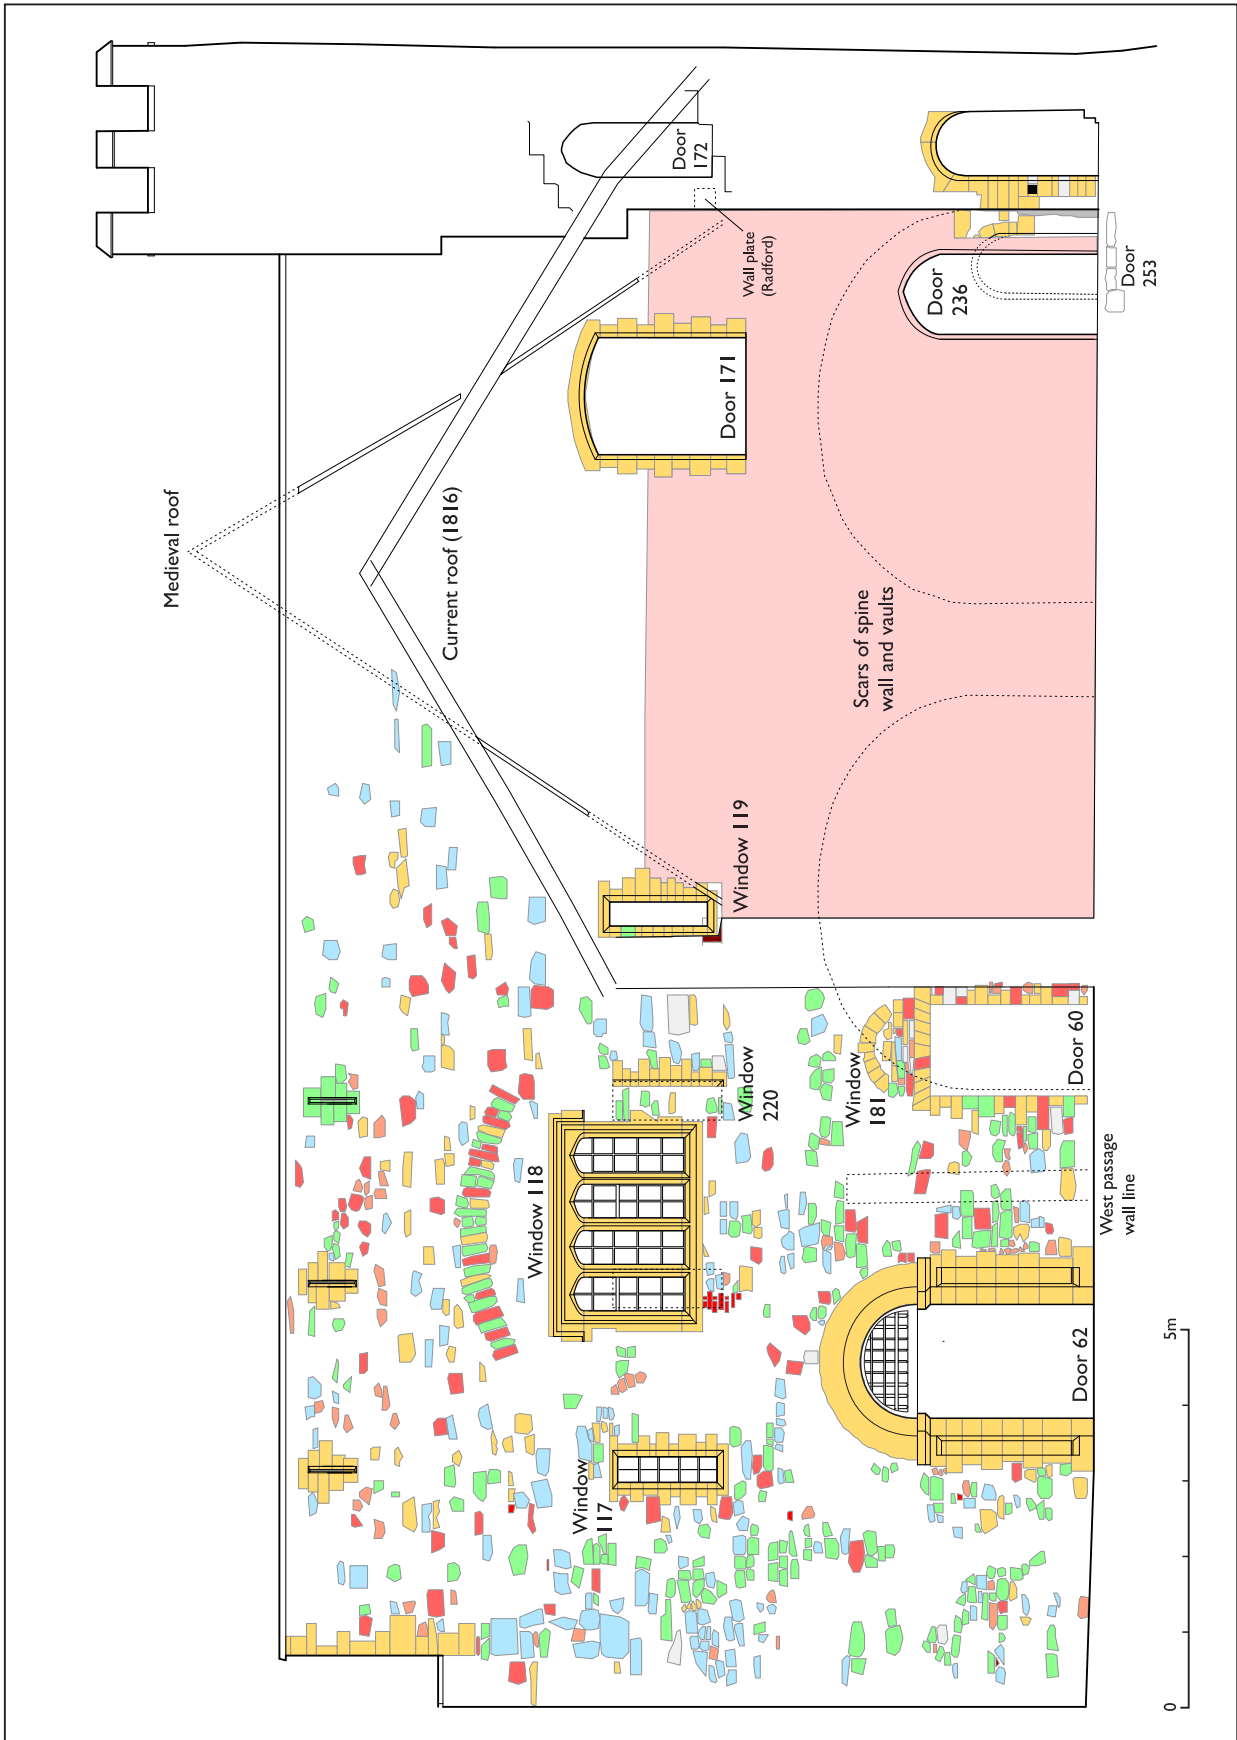 Medieval roof
Current roof (1816)
Door
172
Wall plate
(Radford)
Door 171
Door
236
Door
253
Scars of spine
wall and vaults
Window 119
Window 118
Window
220
Window
181
Door 60
West passage
wall line
Window
117
Door 62
0
5m